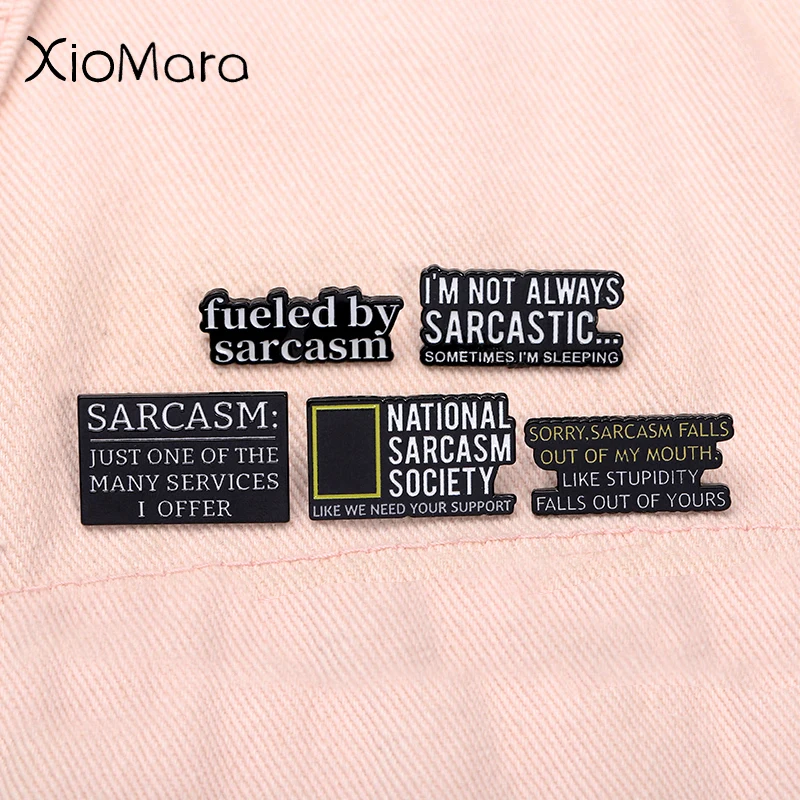 XioMara
fueled by
sarcasm
I'M NOT ALWAYS
SARCASTIC...
SOMETIMES,I'M SLEEPING
SARCASM:
JUST ONE OF THE
MANY SERVICES
I OFFER
NATIONAL
SARCASM
SOCIETY
LIKE WE NEED YOUR SUPPORT
SORRY,SARCASM FALLS
OUT OF MY MOUTH,
LIKE STUPIDITY
FALLS OUT OF YOURS